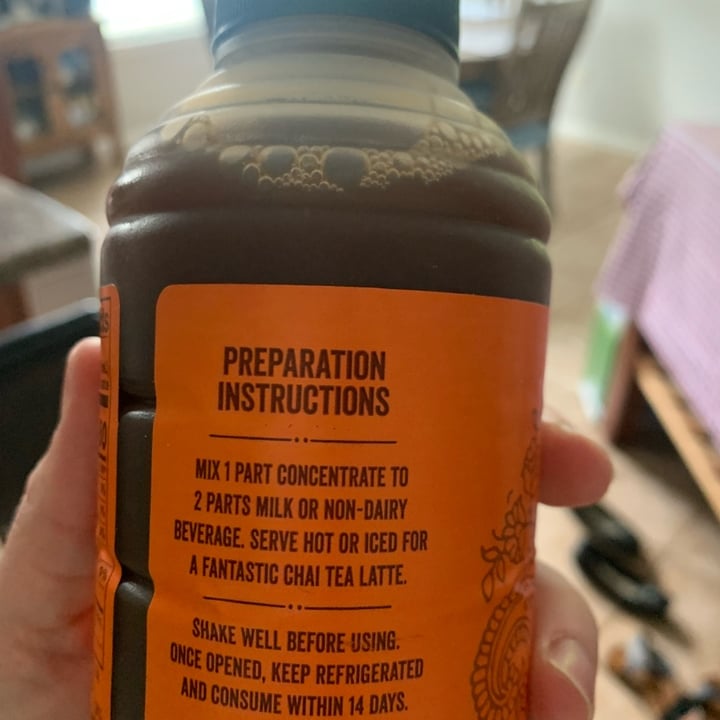 PREPARATION
INSTRUCTIONS
MIX 1 PART CONCENTRATE TO
2 PARTS MILK OR NON-DAIRY
BEVERAGE. SERVE HOT OR ICED FOR
A FANTASTIC CHAI TEA LATTE.
SHAKE WELL BEFORE USING.
ONCE OPENED, KEEP REFRIGERATED
AND CONSUME WITHIN 14 DAYS.